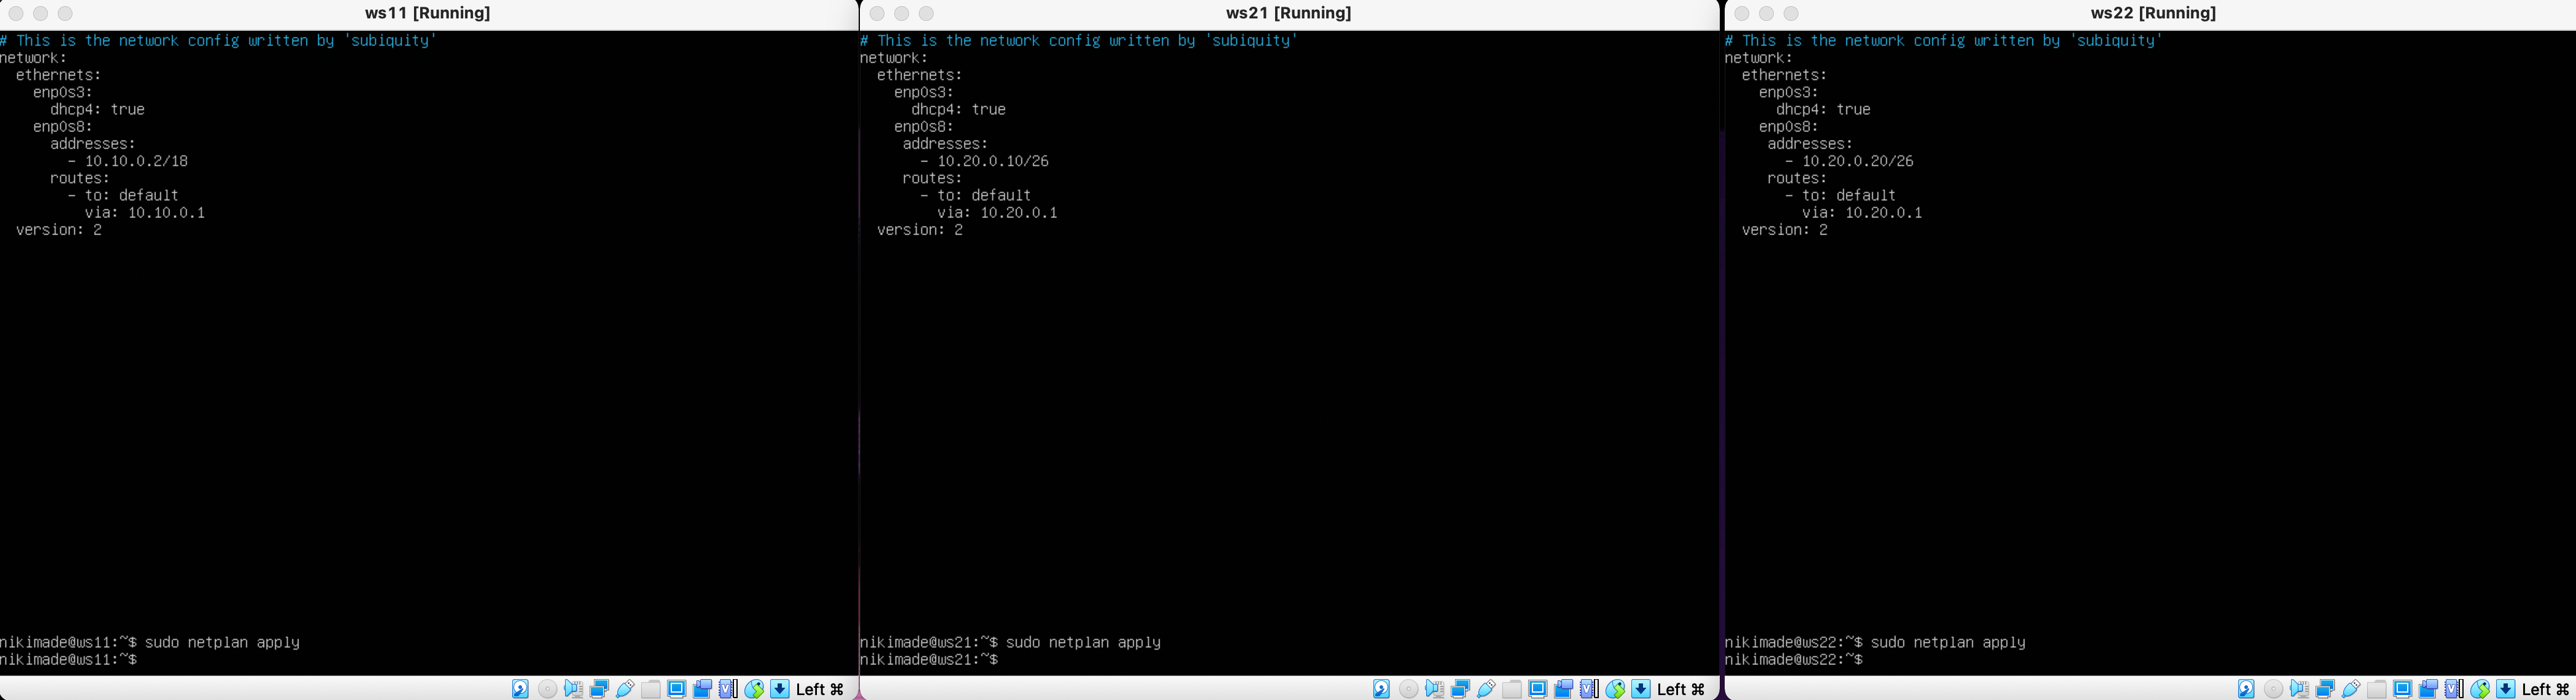 ws11 [Running]
# This is the network config written by 'subiquity'
network:
  ethernets:
    enp0s3:
      dhcp4: true
    enp0s8:
      addresses:
        - 10.10.0.2/18
      routes:
        - to: default
          via: 10.10.0.1
  version: 2
nikimade@ws11:~$ sudo netplan apply
nikimade@ws11:~$
Left ⌘
ws21 [Running]
# This is the network config written by 'subiquity'
network:
  ethernets:
    enp0s3:
      dhcp4: true
    enp0s8:
     addresses:
       - 10.20.0.10/26
     routes:
       - to: default
         via: 10.20.0.1
  version: 2
nikimade@ws21:~$ sudo netplan apply
nikimade@ws21:~$
Left ⌘
ws22 [Running]
# This is the network config written by 'subiquity'
network:
  ethernets:
    enp0s3:
      dhcp4: true
    enp0s8:
     addresses:
       - 10.20.0.20/26
     routes:
       - to: default
         via: 10.20.0.1
  version: 2
nikimade@ws22:~$ sudo netplan apply
nikimade@ws22:~$
Left ⌘